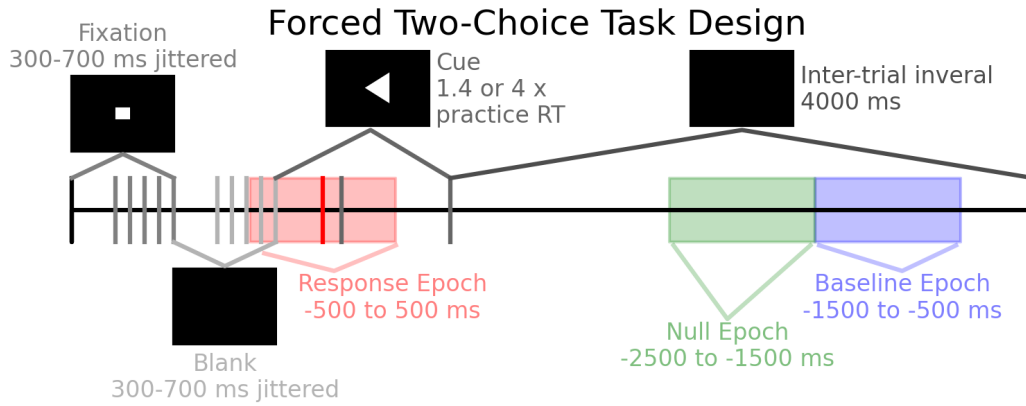 Forced Two-Choice Task Design
Fixation
300-700 ms jittered
Cue
1.4 or 4 x
practice RT
Inter-trial inveral
4000 ms
Response Epoch
-500 to 500 ms
Baseline Epoch
-1500 to -500 ms
Null Epoch
-2500 to -1500 ms
Blank
300-700 ms jittered